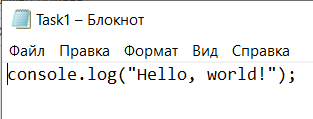 Task1 – Блокнот
Файл Правка Формат Вид Справка
console.log("Hello, world!");